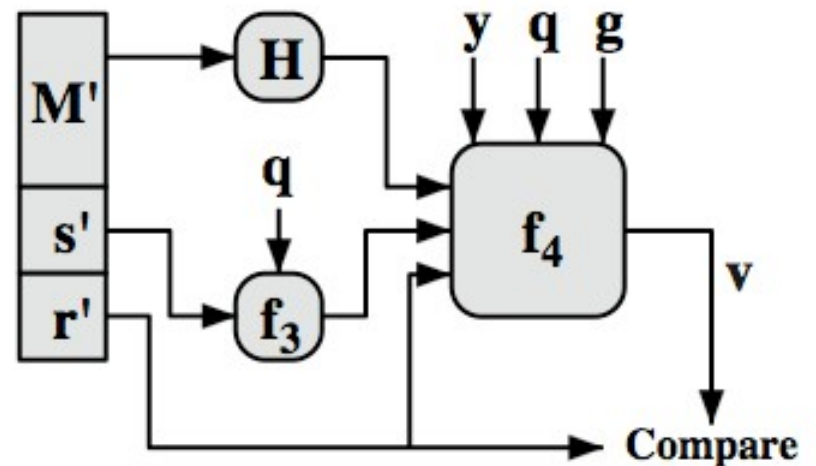 y q g
M' H
q
s' f₄
r' f₃ v
Compare